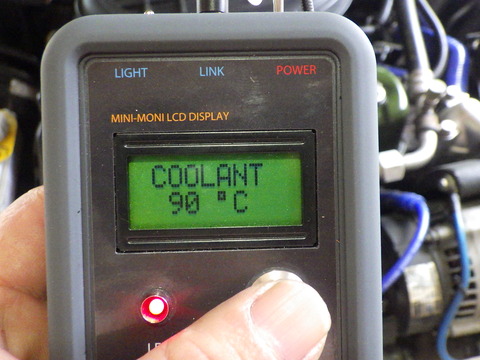 LIGHT LINK POWER
MINI-MONI LCD DISPLAY
COOLANT
90 °C